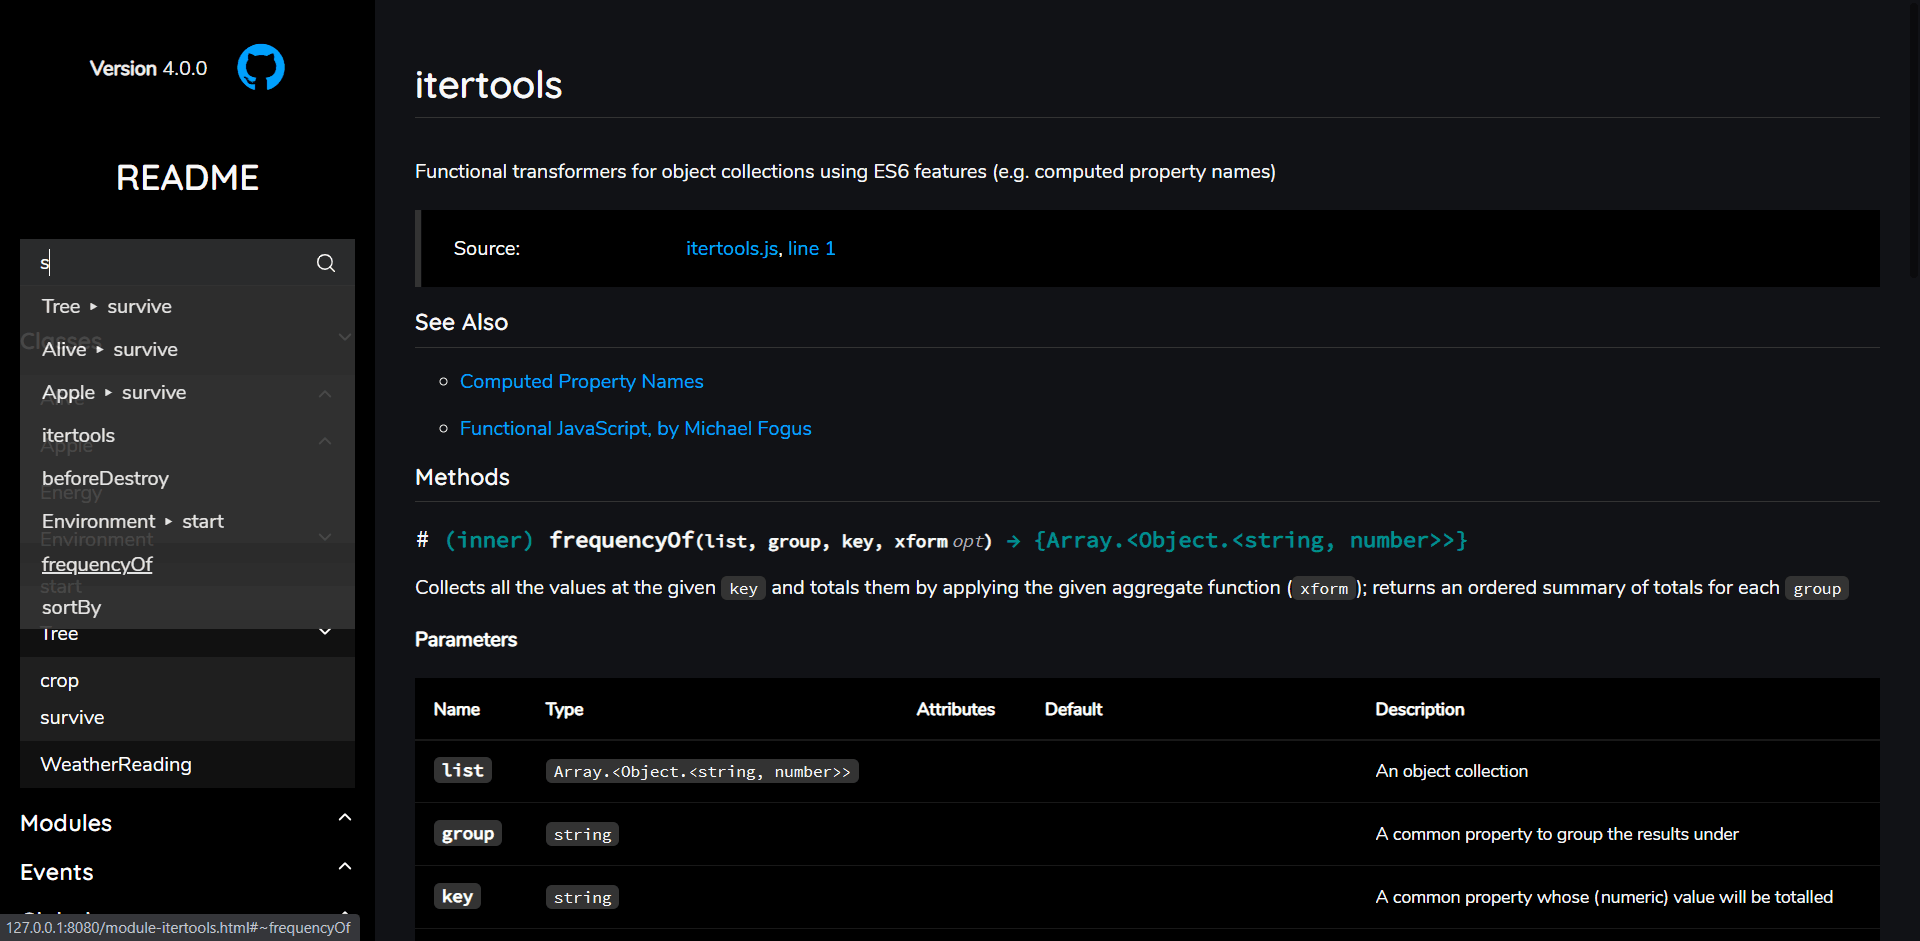 Version 4.0.0
README
s
Tree ▸ survive
Classes
Alive ▸ survive
Apple ▸ survive
itertools
Apple
beforeDestroy
Energy
Environment ▸ start
Environment
frequencyOf
start
sortBy
Tree
crop
survive
WeatherReading
Modules
Events
127.0.0.1:8080/module-itertools.html#~frequencyOf
itertools
Functional transformers for object collections using ES6 features (e.g. computed property names)
Source: itertools.js, line 1
See Also
Computed Property Names
Functional JavaScript, by Michael Fogus
Methods
# (inner) frequencyOf(list, group, key, xform opt) → {Array.<Object.<string, number>>}
Collects all the values at the given key and totals them by applying the given aggregate function ( xform ); returns an ordered summary of totals for each group
Parameters
Name Type Attributes Default Description
list Array.<Object.<string, number>> An object collection
group string A common property to group the results under
key string A common property whose (numeric) value will be totalled